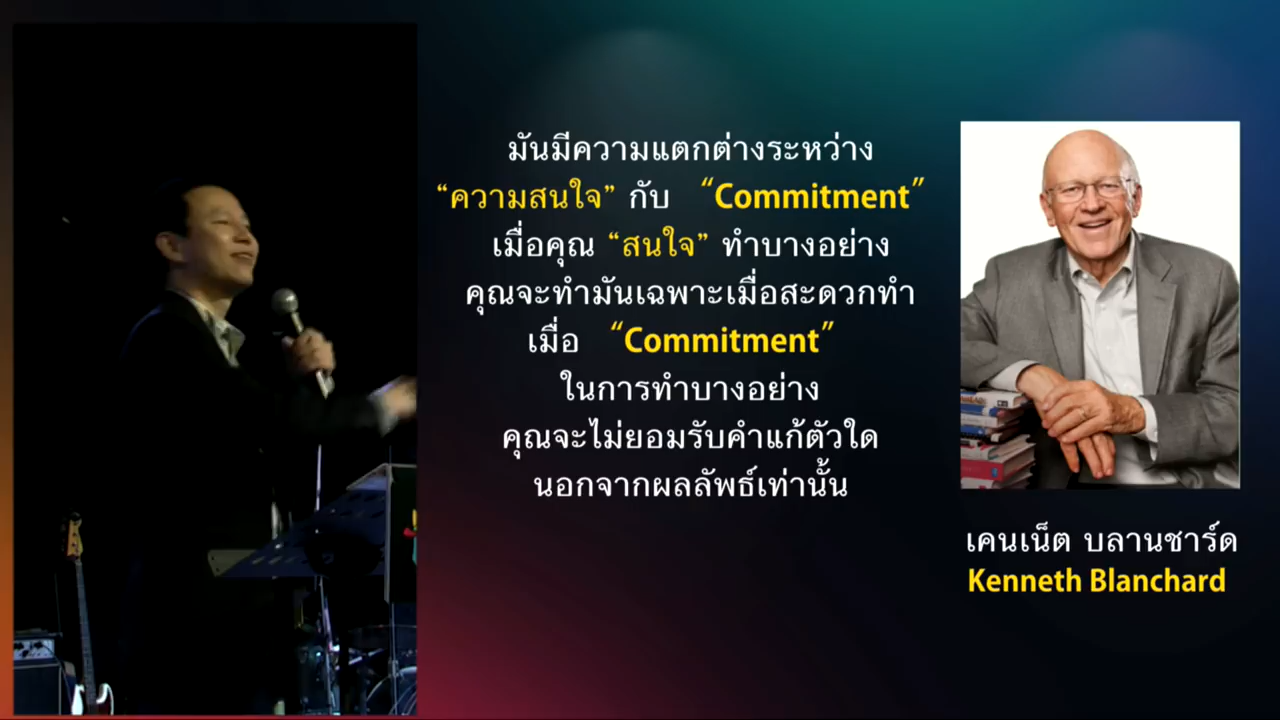 มันมีความแตกต่างระหว่าง
“ความสนใจ” กับ “Commitment”
เมื่อคุณ “สนใจ” ทำบางอย่าง
คุณจะทำมันเฉพาะเมื่อสะดวกทำ
เมื่อ “Commitment”
ในการทำบางอย่าง
คุณจะไม่ยอมรับคำแก้ตัวใด
นอกจากผลลัพธ์เท่านั้น
เคนเน็ต บลานชาร์ด
Kenneth Blanchard